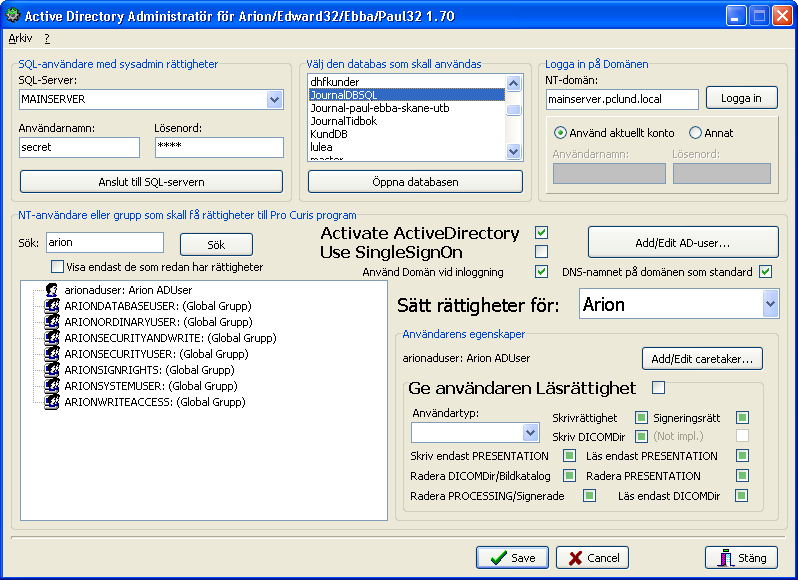 Active Directory Administratör för Arion/Edward32/Ebba/Paul32 1.70
Arkiv ?
SQL-användare med sysadmin rättigheter
SQL-Server:
MAINSERVER
Användarnamn: Lösenord:
secret ****
Anslut till SQL-servern
Välj den databas som skall användas
dhfkunder
JournalDBSQL
Journal-paul-ebba-skane-utb
JournalTidbok
KundDB
lulea
master
Öppna databasen
Logga in på Domänen
NT-domän:
mainserver.pclund.local Logga in
Använd aktuellt konto Annat
Användarnamn: Lösenord:
NT-användare eller grupp som skall få rättigheter till Pro Curis program
Sök: arion Sök
Visa endast de som redan har rättigheter
arionaduser: Arion ADUser
ARIONDATABASEUSER: (Global Grupp)
ARIONORDINARYUSER: (Global Grupp)
ARIONSECURITYANDWRITE: (Global Grupp)
ARIONSECURITYUSER: (Global Grupp)
ARIONSIGNRIGHTS: (Global Grupp)
ARIONSYSTEMUSER: (Global Grupp)
ARIONWRITEACCESS: (Global Grupp)
Activate ActiveDirectory
Use SingleSignOn
Add/Edit AD-user...
Använd Domän vid inloggning DNS-namnet på domänen som standard
Sätt rättigheter för: Arion
Användarens egenskaper
arionaduser: Arion ADUser Add/Edit caretaker...
Ge användaren Läsrättighet
Användartyp:
Skrivrättighet Signeringsrätt
Skriv DICOMDir (Not impl.)
Skriv endast PRESENTATION Läs endast PRESENTATION
Radera DICOMDir/Bildkatalog Radera PRESENTATION
Radera PROCESSING/Signerade Läs endast DICOMDir
Save Cancel Stäng